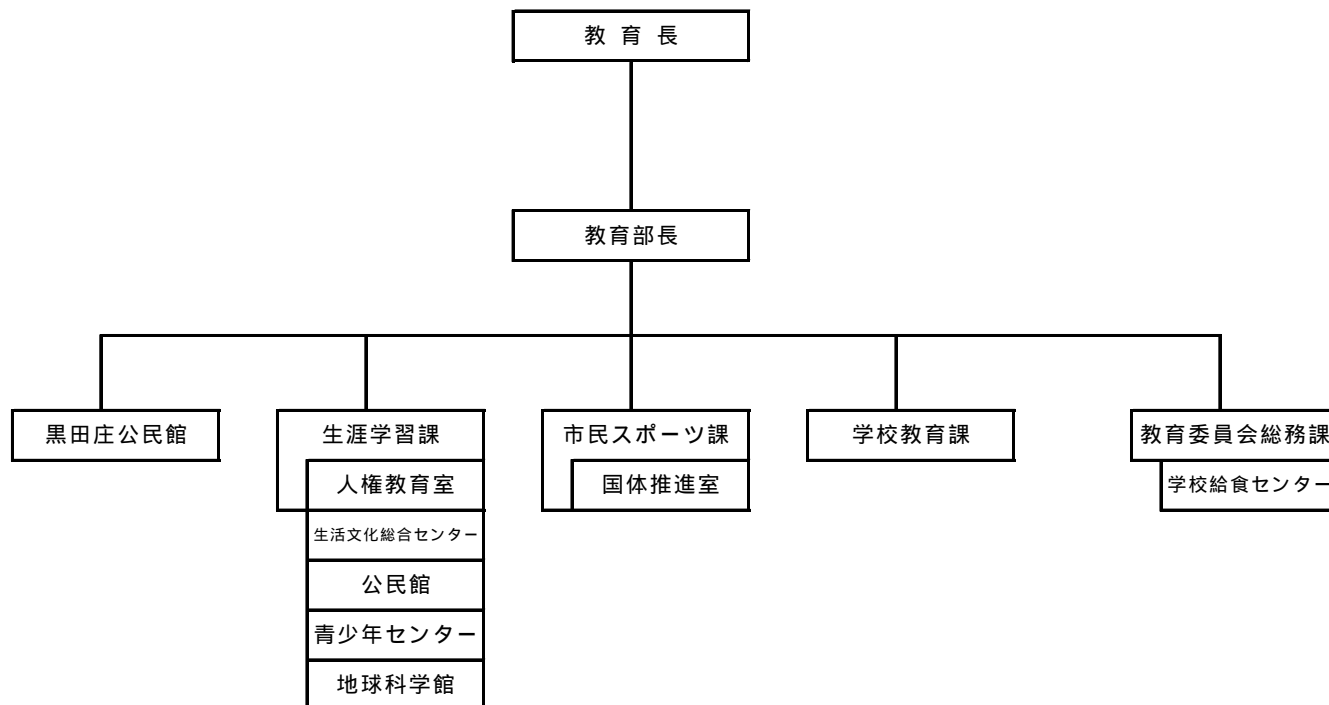 教 育 長
教育部長
黒田庄公民館
生涯学習課
市民スポーツ課
学校教育課
教育委員会総務課
人権教育室
国体推進室
学校給食センター
生活文化総合センター
公民館
青少年センター
地球科学館